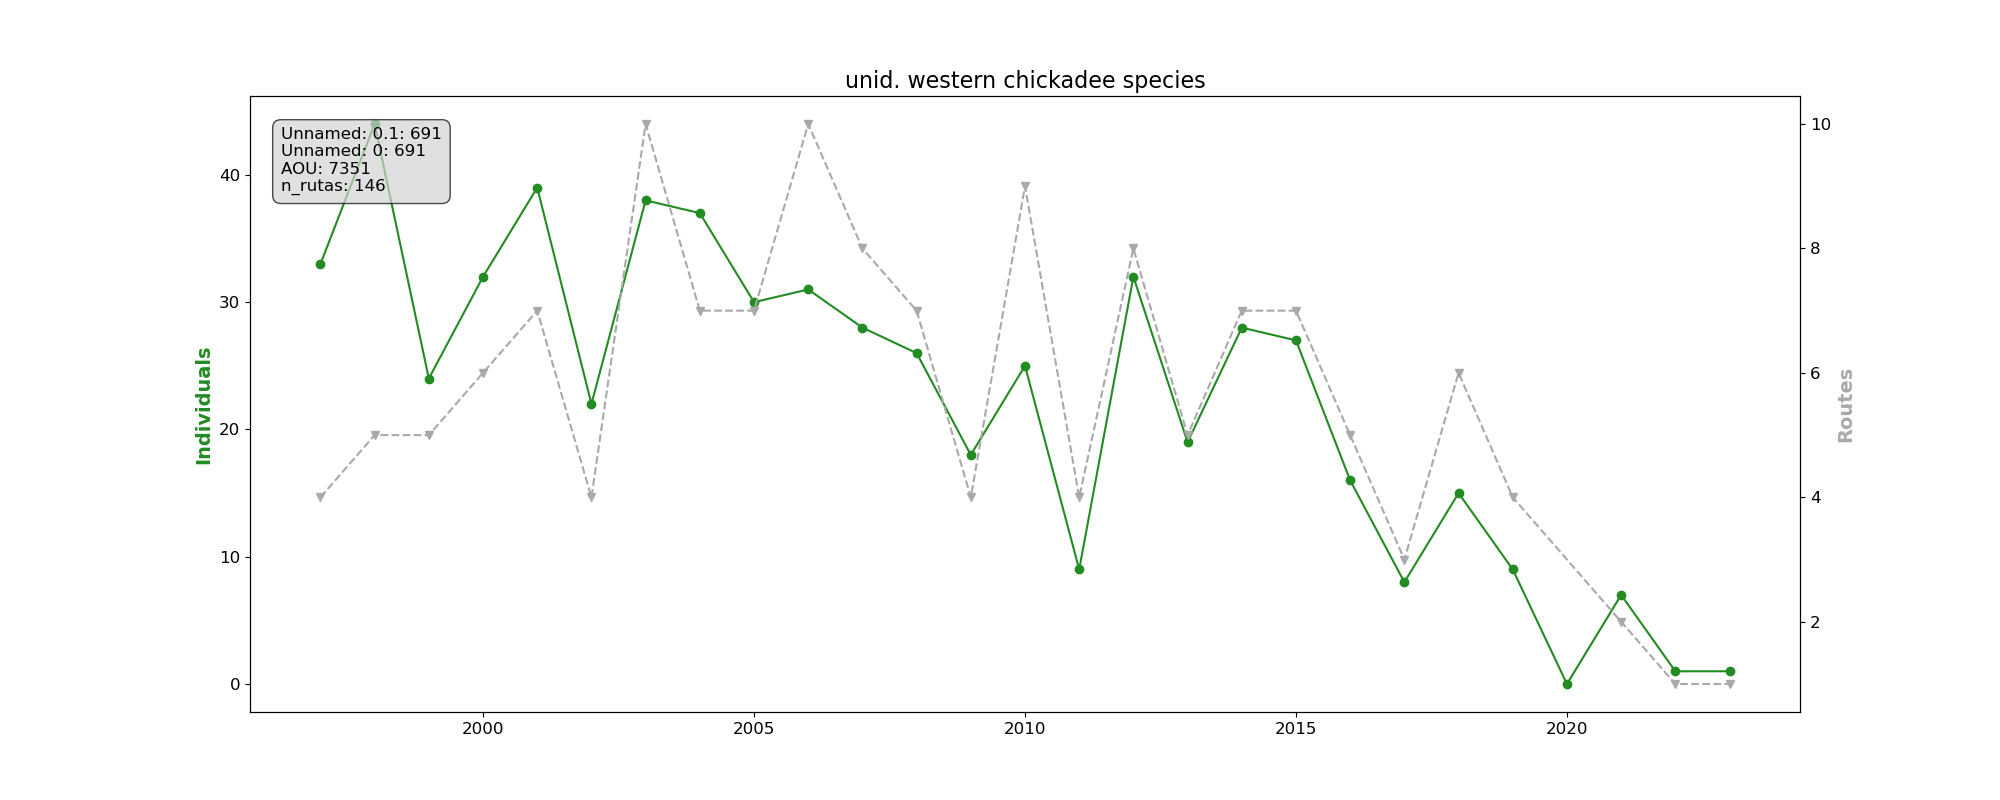 unid. western chickadee species
Unnamed: 0.1: 691
Unnamed: 0: 691
AOU: 7351
n_rutas: 146
Individuals
40
30
20
10
0
10
8
6
4
2
Routes
2000 2005 2010 2015 2020